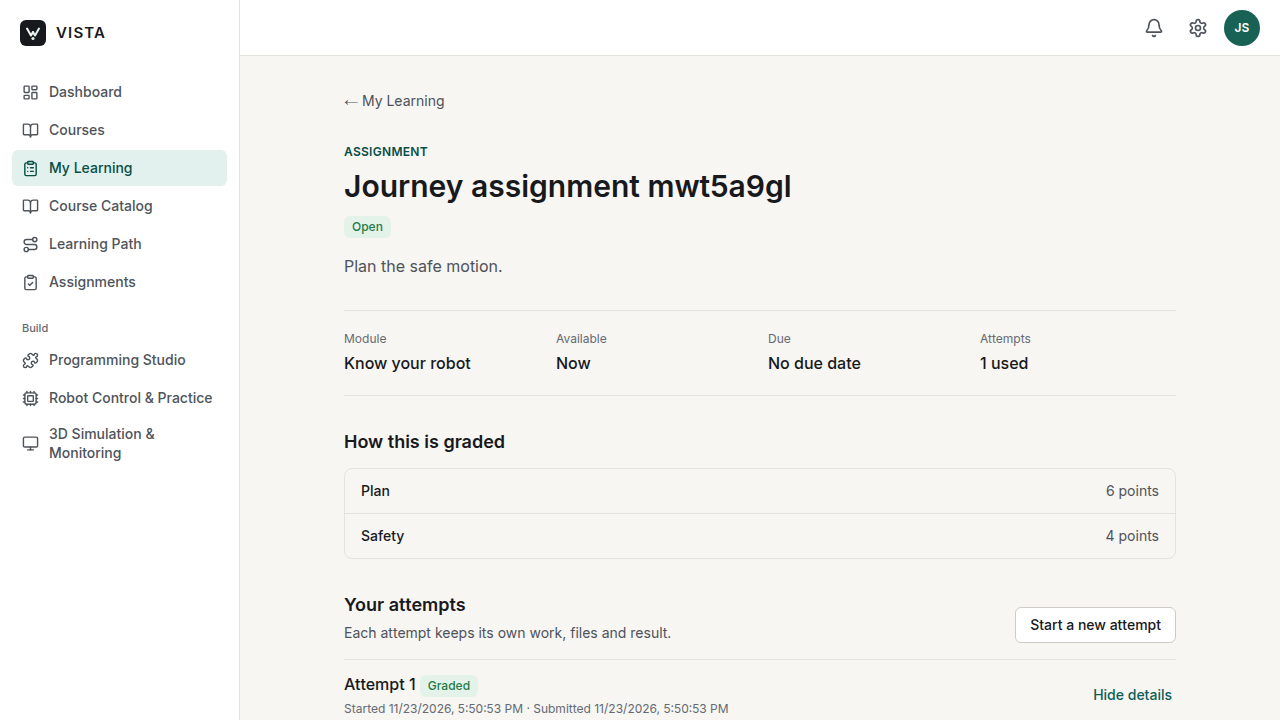 VISTA
JS
Dashboard
Courses
My Learning
Course Catalog
Learning Path
Assignments
Build
Programming Studio
Robot Control & Practice
3D Simulation &
Monitoring
← My Learning
ASSIGNMENT
Journey assignment mwt5a9gl
Open
Plan the safe motion.
Module
Available
Due
Attempts
Know your robot
Now
No due date
1 used
How this is graded
Plan
6 points
Safety
4 points
Your attempts
Each attempt keeps its own work, files and result.
Start a new attempt
Attempt 1 Graded
Started 11/23/2026, 5:50:53 PM · Submitted 11/23/2026, 5:50:53 PM
Hide details